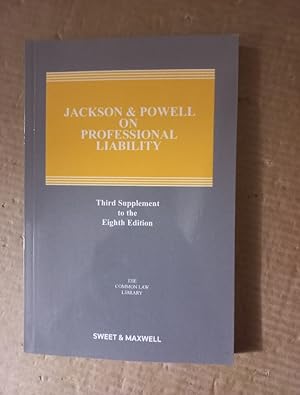 JACKSON & POWELL
ON
PROFESSIONAL
LIABILITY
Third Supplement
to the
Eighth Edition
THE
COMMON LAW
LIBRARY
SWEET & MAXWELL